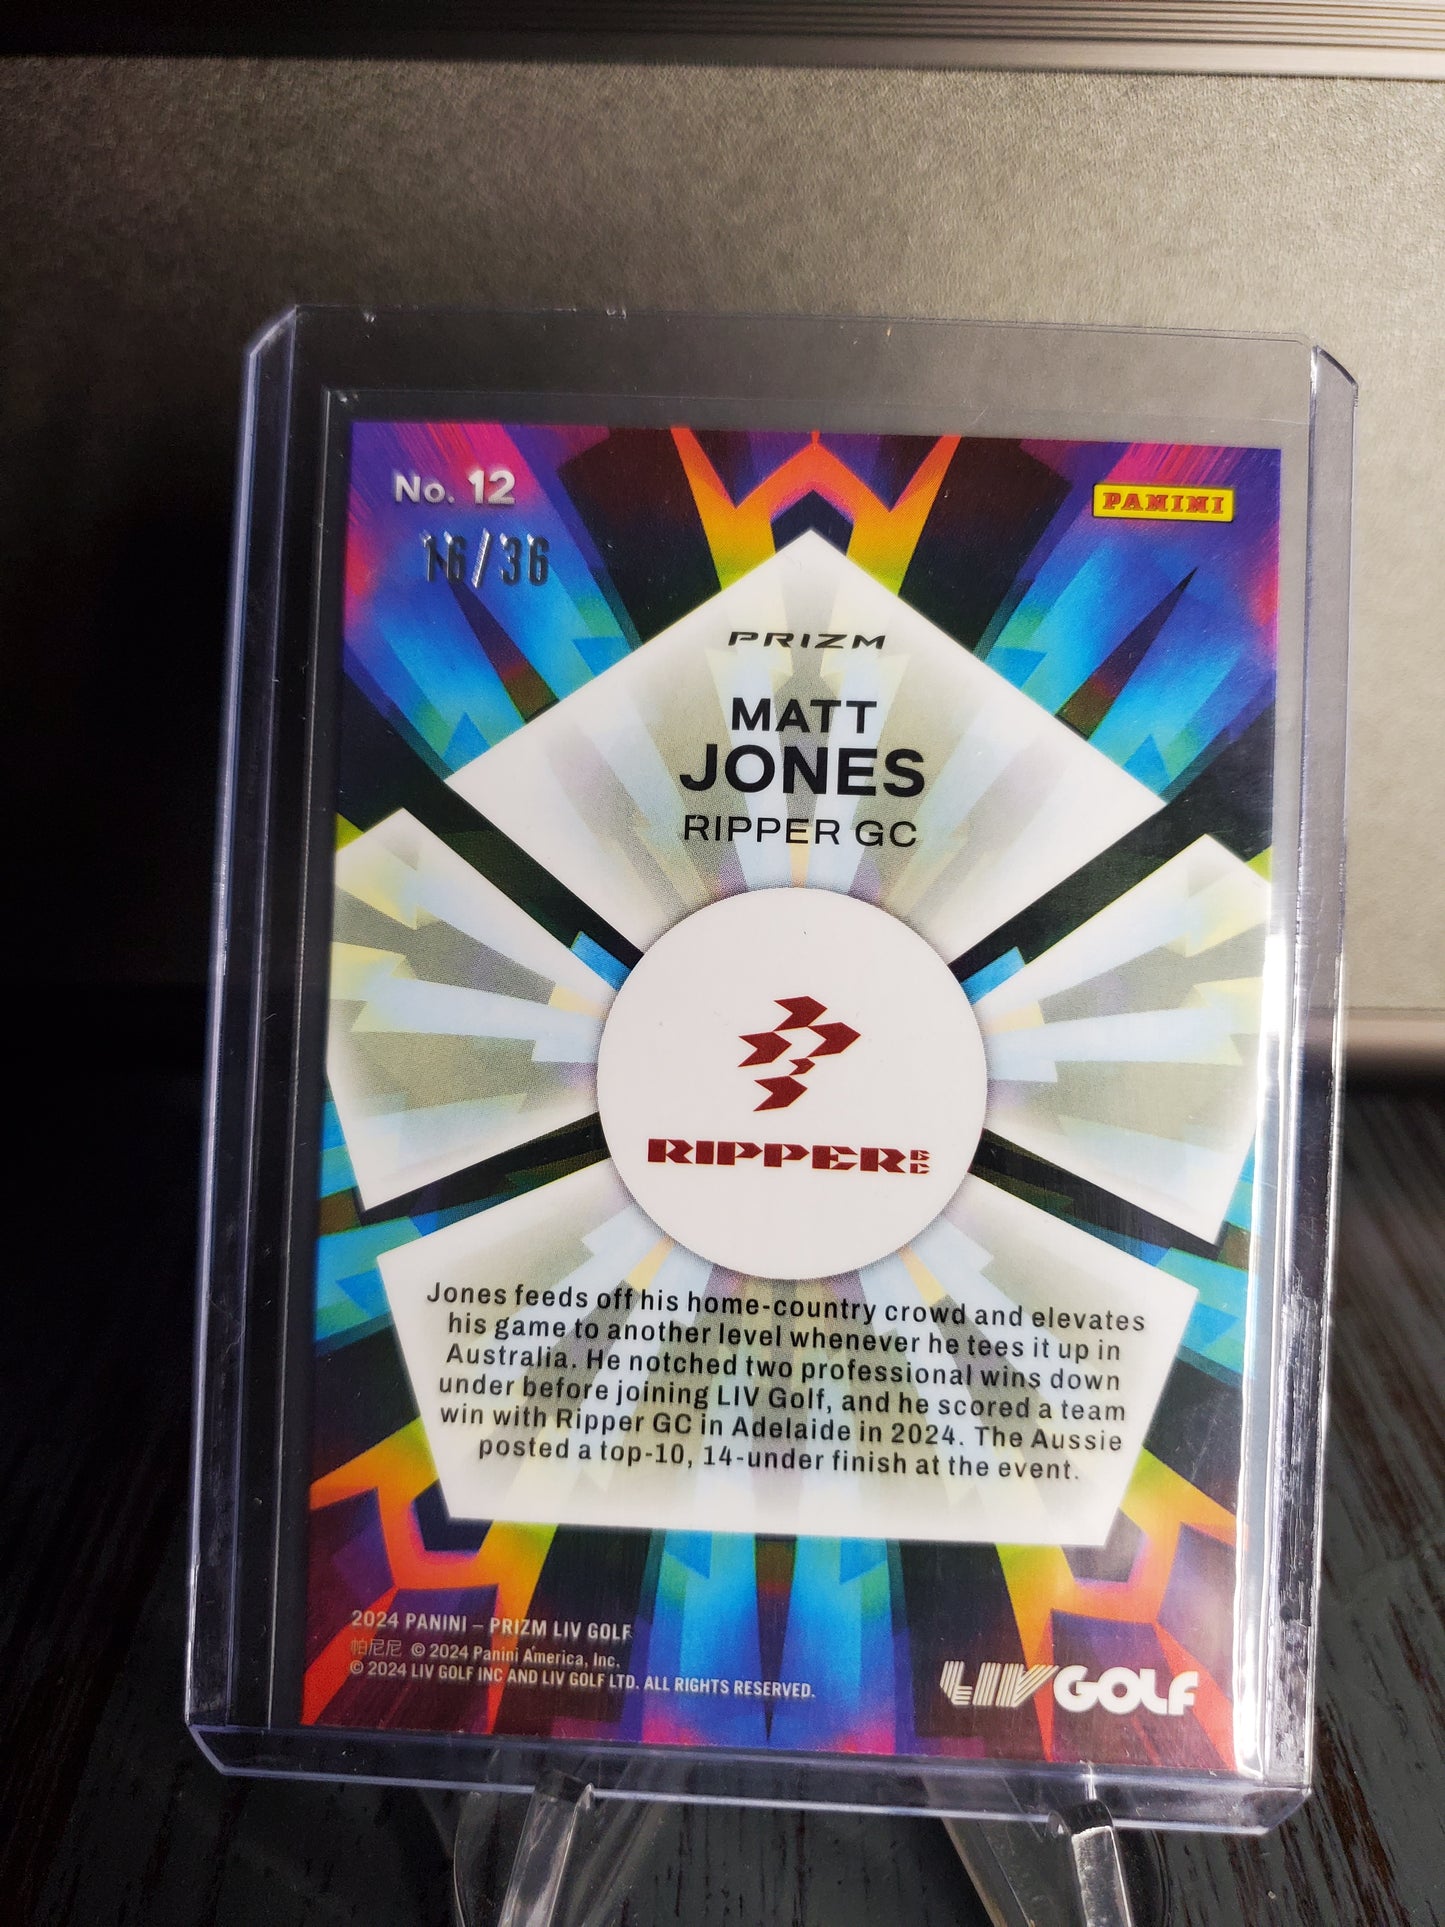 No. 12
PANINI
16/36
PRIZM
MATT
JONES
RIPPER GC
RIPPER GC
Jones feeds off his home-country crowd and elevates
his game to another level whenever he tees it up in
Australia. He notched two professional wins down
under before joining LIV Golf, and he scored a team
win with Ripper GC in Adelaide in 2024. The Aussie
posted a top-10, 14-under finish at the event.
2024 PANINI – PRIZM LIV GOLF
帕尼尼 © 2024 Panini America, Inc.
© 2024 LIV GOLF INC AND LIV GOLF LTD. ALL RIGHTS RESERVED.
LIV GOLF